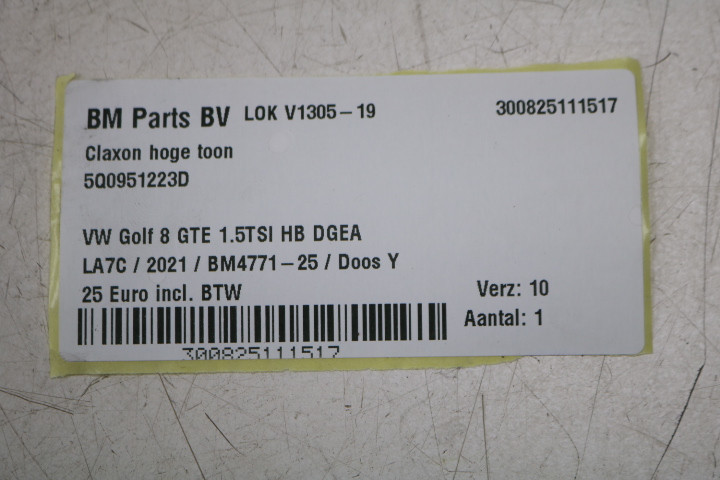 BM Parts BV LOK V1305-19 300825111517
Claxon hoge toon
5Q0951223D
VW Golf 8 GTE 1.5TSI HB DGEA
LA7C / 2021 / BM4771-25 / Doos Y
25 Euro incl. BTW Verz: 10
Aantal: 1
300825111517